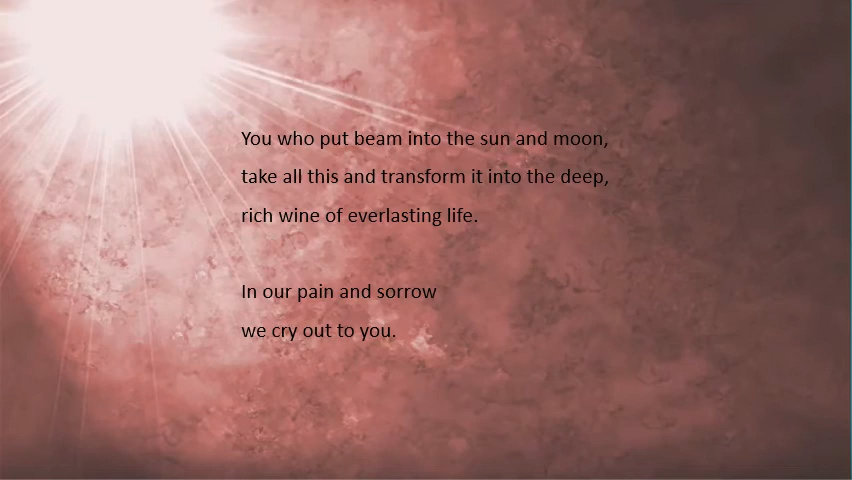 You who put beam into the sun and moon,
take all this and transform it into the deep,
rich wine of everlasting life.
In our pain and sorrow
we cry out to you.